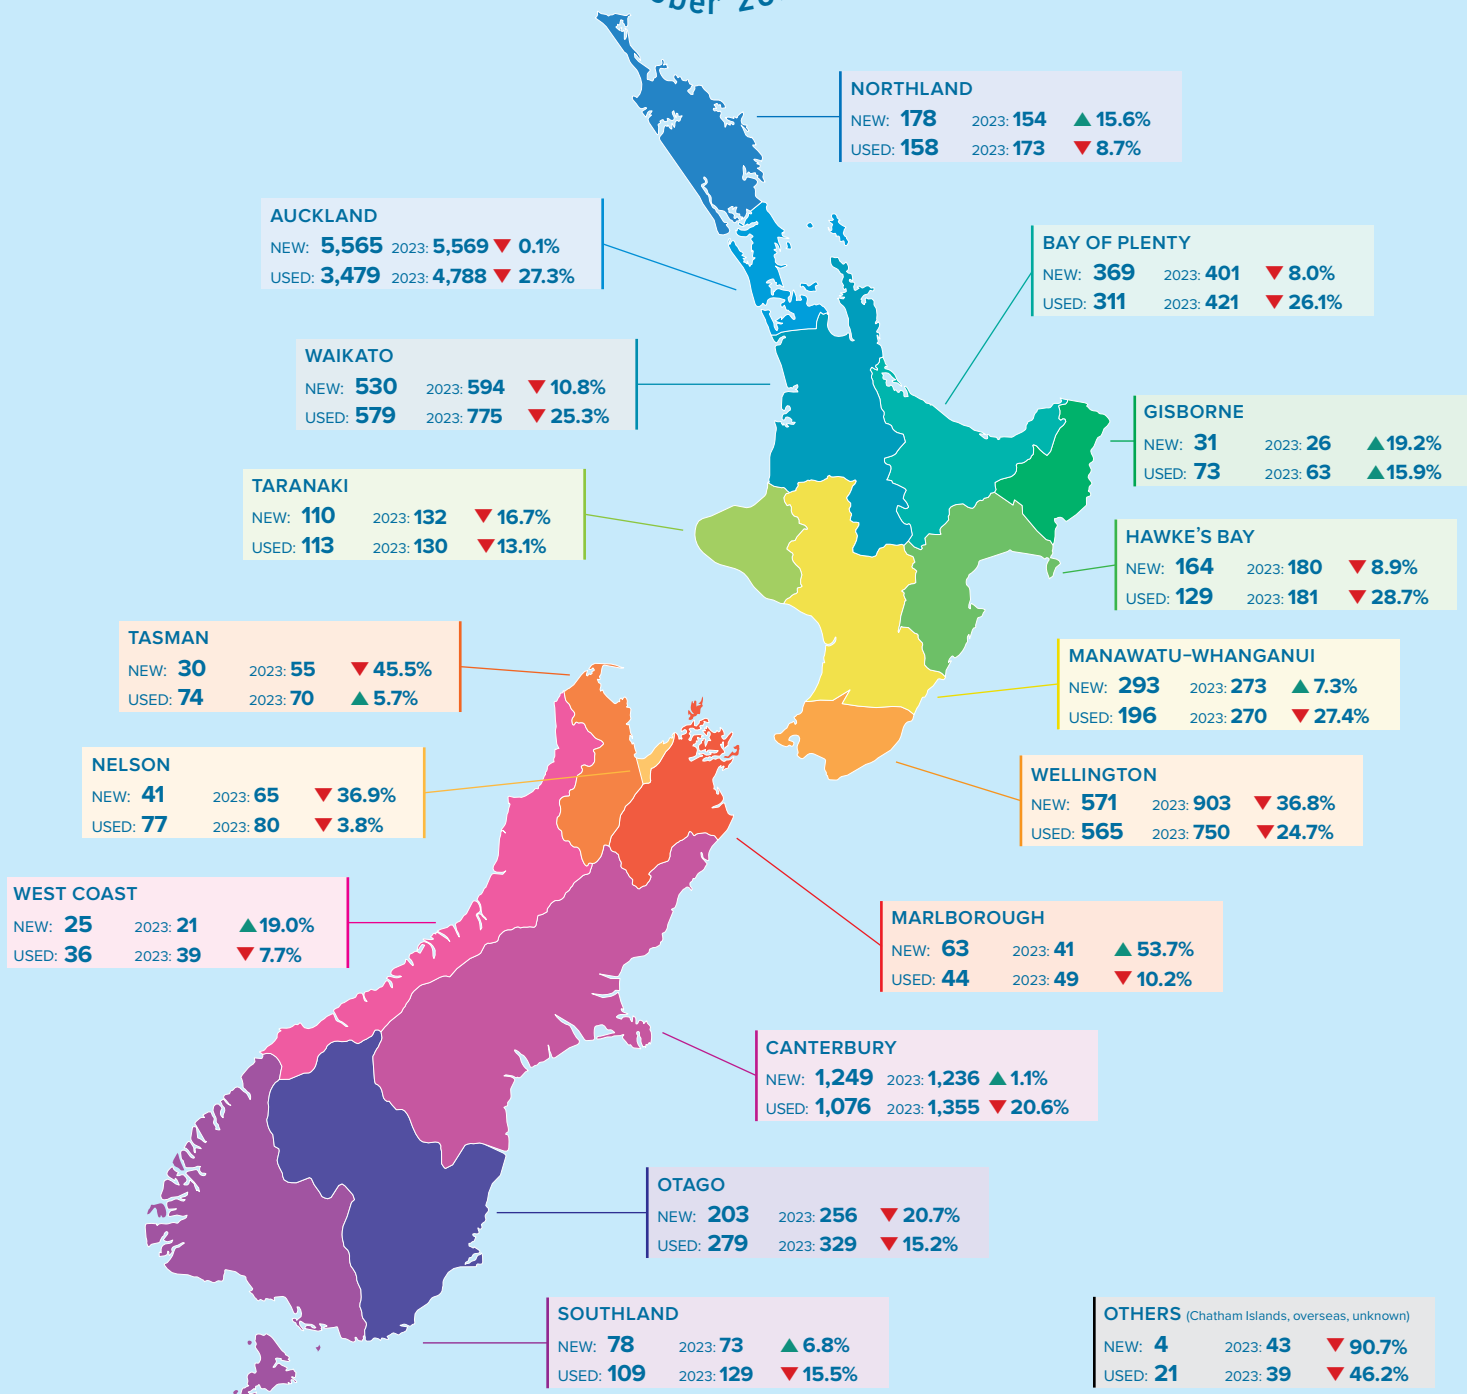 NORTHLAND
NEW: 178 2023: 154 ▲ 15.6%
USED: 158 2023: 173 ▼ 8.7%
AUCKLAND
NEW: 5,565 2023: 5,569 ▼ 0.1%
USED: 3,479 2023: 4,788 ▼ 27.3%
BAY OF PLENTY
NEW: 369 2023: 401 ▼ 8.0%
USED: 311 2023: 421 ▼ 26.1%
WAIKATO
NEW: 530 2023: 594 ▼ 10.8%
USED: 579 2023: 775 ▼ 25.3%
GISBORNE
NEW: 31 2023: 26 ▲ 19.2%
USED: 73 2023: 63 ▲ 15.9%
TARANAKI
NEW: 110 2023: 132 ▼ 16.7%
USED: 113 2023: 130 ▼ 13.1%
HAWKE'S BAY
NEW: 164 2023: 180 ▼ 8.9%
USED: 129 2023: 181 ▼ 28.7%
TASMAN
NEW: 30 2023: 55 ▼ 45.5%
USED: 74 2023: 70 ▲ 5.7%
MANAWATU-WHANGANUI
NEW: 293 2023: 273 ▲ 7.3%
USED: 196 2023: 270 ▼ 27.4%
NELSON
NEW: 41 2023: 65 ▼ 36.9%
USED: 77 2023: 80 ▼ 3.8%
WELLINGTON
NEW: 571 2023: 903 ▼ 36.8%
USED: 565 2023: 750 ▼ 24.7%
WEST COAST
NEW: 25 2023: 21 ▲ 19.0%
USED: 36 2023: 39 ▼ 7.7%
MARLBOROUGH
NEW: 63 2023: 41 ▲ 53.7%
USED: 44 2023: 49 ▼ 10.2%
CANTERBURY
NEW: 1,249 2023: 1,236 ▲ 1.1%
USED: 1,076 2023: 1,355 ▼ 20.6%
OTAGO
NEW: 203 2023: 256 ▼ 20.7%
USED: 279 2023: 329 ▼ 15.2%
SOUTHLAND
NEW: 78 2023: 73 ▲ 6.8%
USED: 109 2023: 129 ▼ 15.5%
OTHERS (Chatham Islands, overseas, unknown)
NEW: 4 2023: 43 ▼ 90.7%
USED: 21 2023: 39 ▼ 46.2%